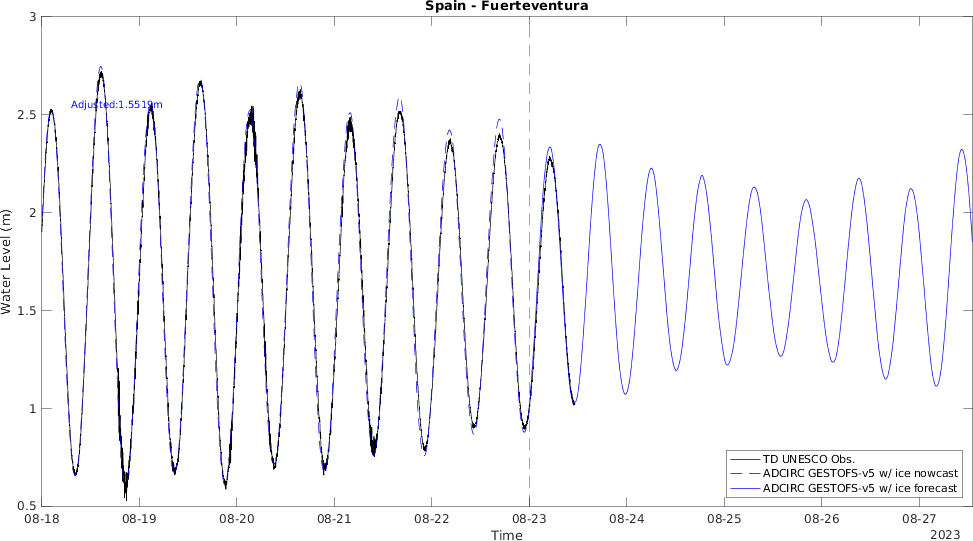 Spain - Fuerteventura
3
2.5
2
1.5
1
0.5
Water Level (m)
Adjusted:1.5519m
TD UNESCO Obs.
ADCIRC GESTOFS-v5 w/ ice nowcast
ADCIRC GESTOFS-v5 w/ ice forecast
08-18 08-19 08-20 08-21 08-22 08-23 08-24 08-25 08-26 08-27
Time
2023